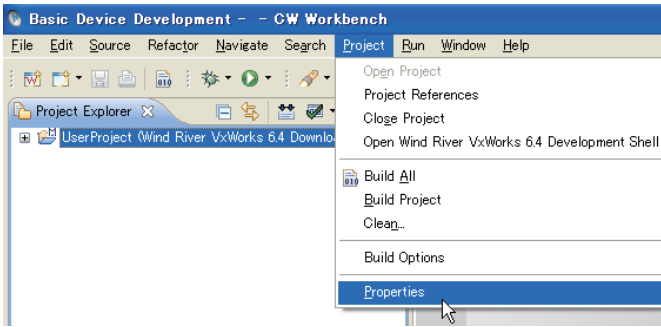 Basic Device Development - - CW Workbench
File Edit Source Refactor Navigate Search Project Run Window Help
Open Project
Project References
Close Project
Open Wind River VxWorks 6.4 Development Shell
Build All
Build Project
Clean...
Build Options
Properties
Project Explorer
UserProject (Wind River VxWorks 6.4 Downlo